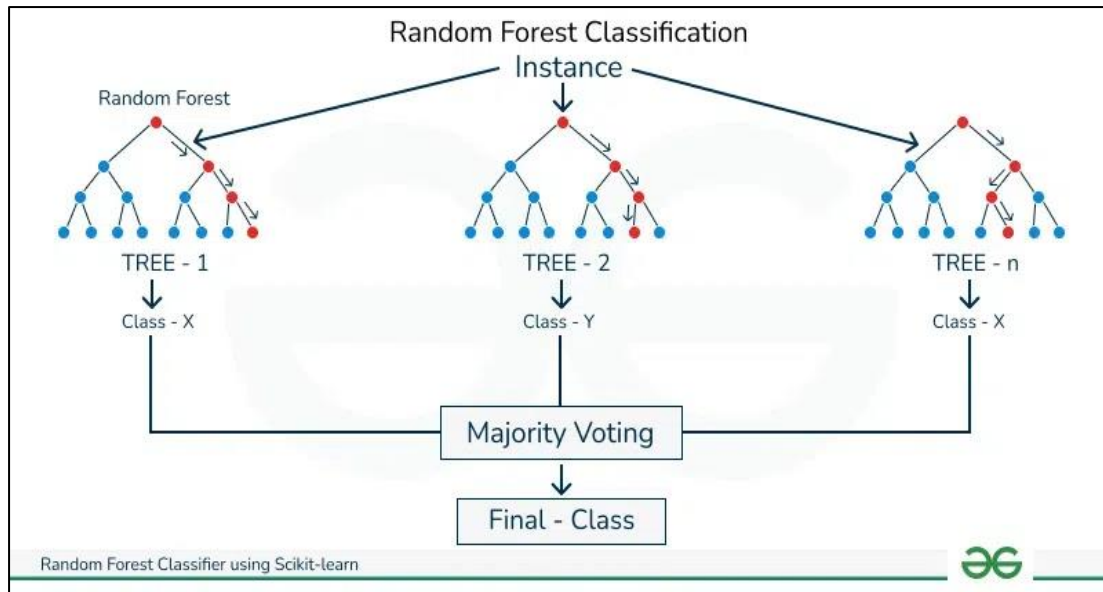 Random Forest Classification
Instance
Random Forest
TREE - 1
TREE - 2
TREE - n
Class - X
Class - Y
Class - X
Majority Voting
Final - Class
Random Forest Classifier using Scikit-learn